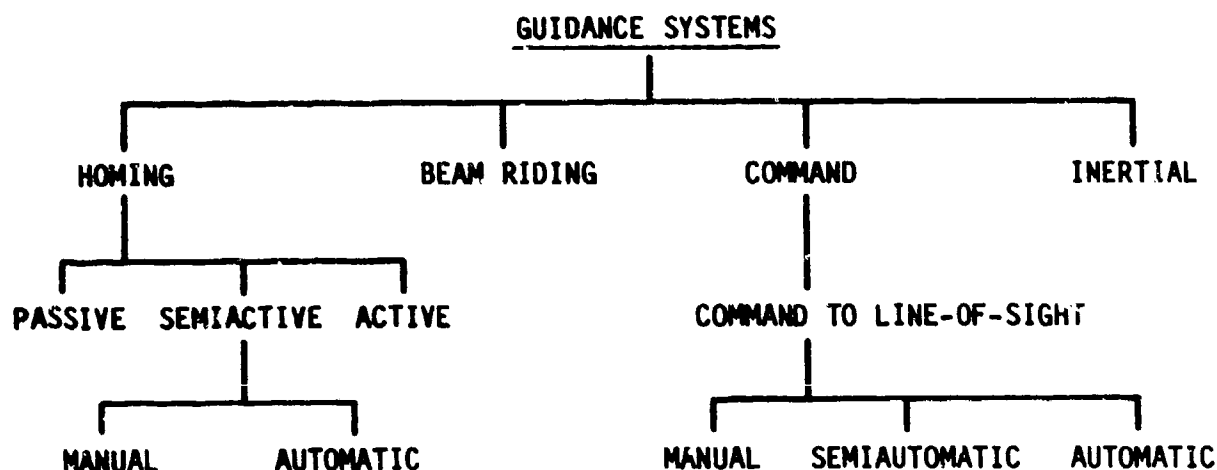 GUIDANCE SYSTEMS
HOMING BEAM RIDING COMMAND INERTIAL
PASSIVE SEMIACTIVE ACTIVE COMMAND TO LINE-OF-SIGHT
MANUAL AUTOMATIC MANUAL SEMIAUTOMATIC AUTOMATIC